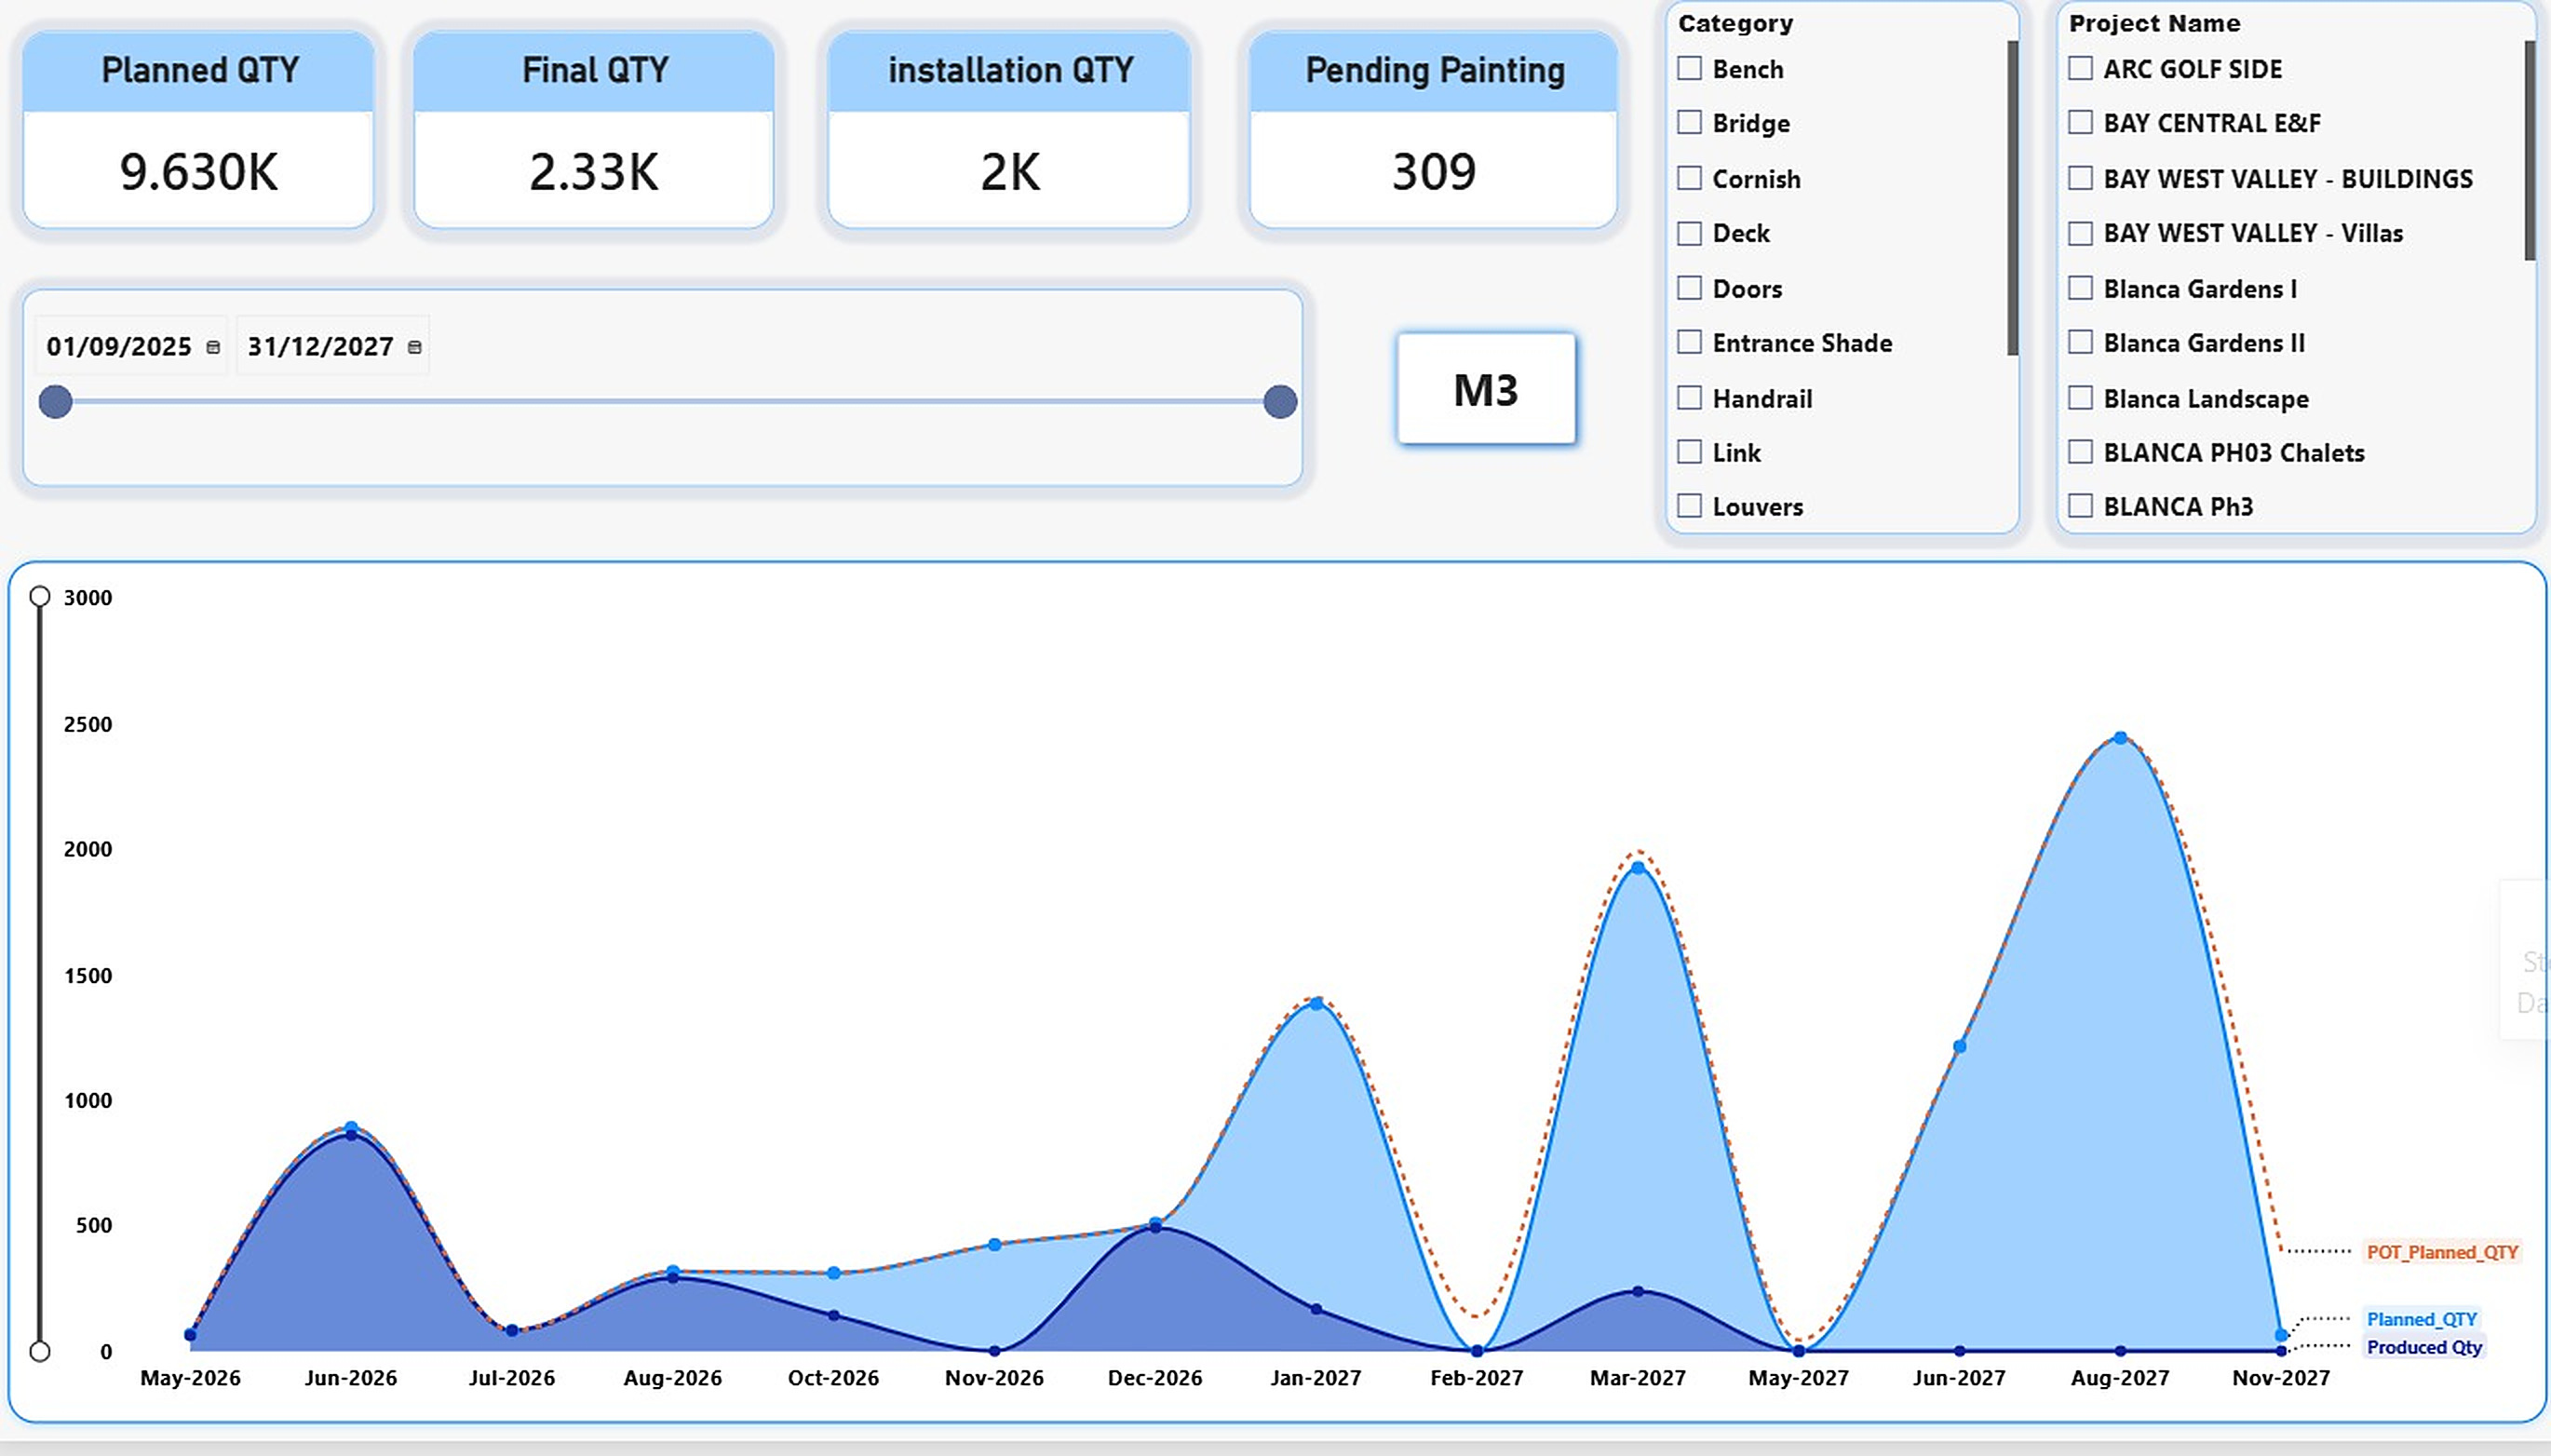 Planned QTY
9.630K
Final QTY
2.33K
installation QTY
2K
Pending Painting
309
01/09/2025
31/12/2027
M3
Category
Bench
Bridge
Cornish
Deck
Doors
Entrance Shade
Handrail
Link
Louvers
Project Name
ARC GOLF SIDE
BAY CENTRAL E&F
BAY WEST VALLEY - BUILDINGS
BAY WEST VALLEY - Villas
Blanca Gardens I
Blanca Gardens II
Blanca Landscape
BLANCA PH03 Chalets
BLANCA Ph3
3000
2500
2000
1500
1000
500
0
May-2026
Jun-2026
Jul-2026
Aug-2026
Oct-2026
Nov-2026
Dec-2026
Jan-2027
Feb-2027
Mar-2027
May-2027
Jun-2027
Aug-2027
Nov-2027
POT_Planned_QTY
Planned_QTY
Produced Qty